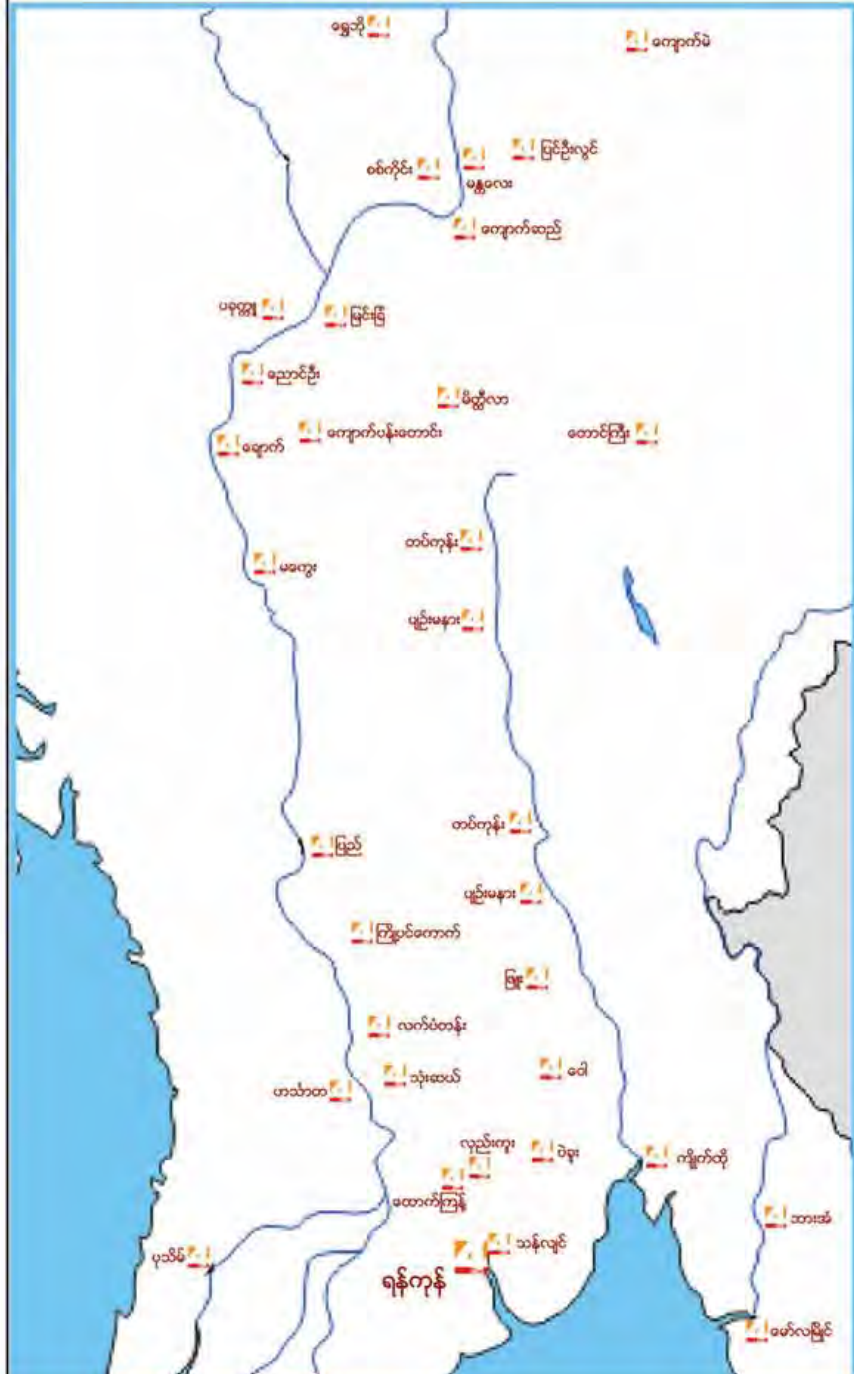 ရွှေဘို
ကျောက်မဲ
ပြင်ဦးလွင်
စစ်ကိုင်း
မန္တလေး
ကျောက်ဆည်
ပခုက္ကူ
မြင်းခြံ
ညောင်ဦး
မိတ္ထီလာ
ကျောက်ပန်းတောင်း
တောင်ကြီး
ချောက်
တပ်ကုန်း
မကွေး
ပျဉ်းမနား
တပ်ကုန်း
ပြည်
ပျဉ်းမနား
ကြို့ပင်ကောက်
ဖြူး
လက်ပံတန်း
သုံးဆယ်
ဝေါ
ဟင်္သာတ
လှည်းကူး
ပဲခူး
ကျိုက်ထို
ထောက်ကြန့်
ဘားအံ
သန်လျင်
ပုသိမ်
ရန်ကုန်
မော်လမြိုင်